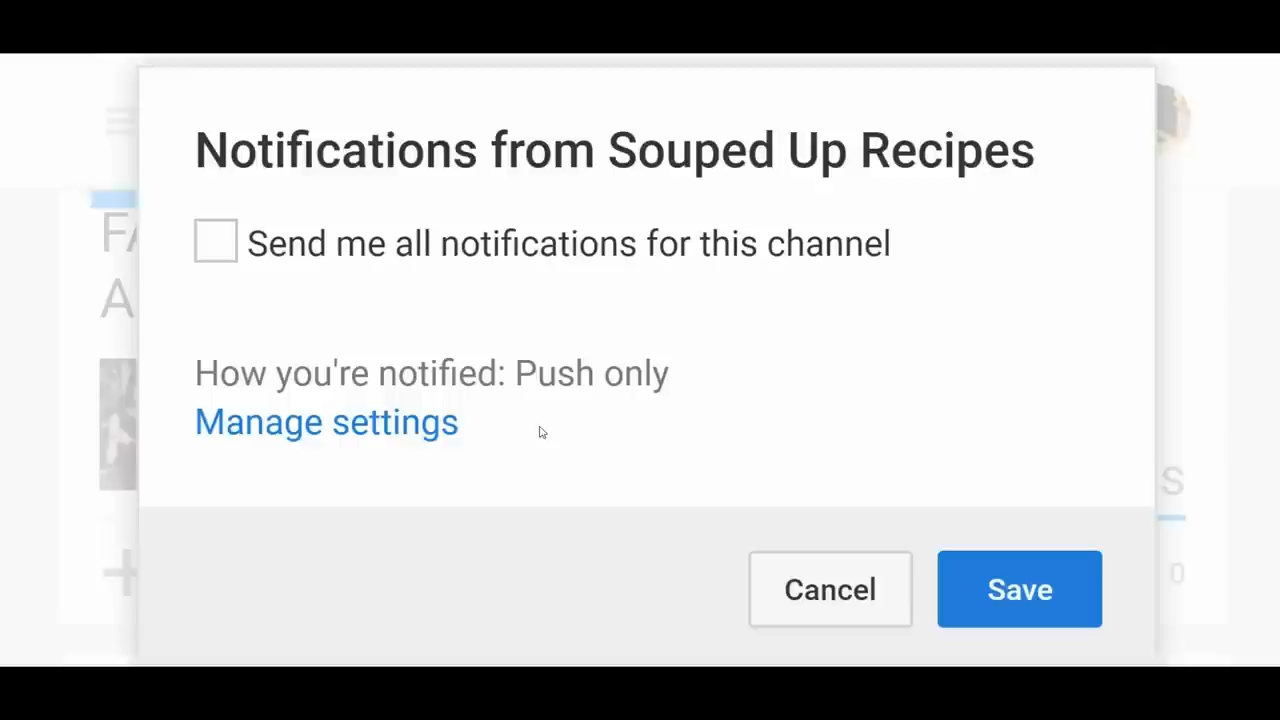 Notifications from Souped Up Recipes
Send me all notifications for this channel
How you're notified: Push only
Manage settings
Cancel
Save